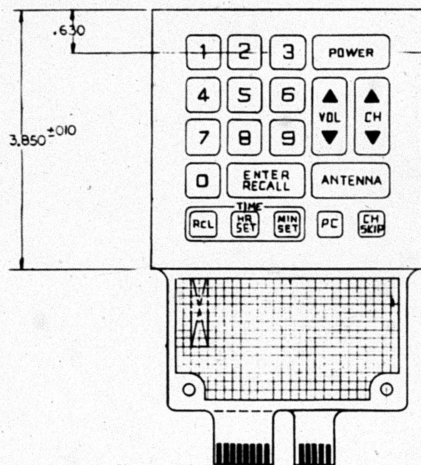 .630
1 2 3 POWER
3.850 ±010
4 5 6 ▲ ▲
VOL CH
7 8 9 ▼ ▼
0 ENTER RECALL ANTENNA
TIME
RCL HR SET MIN SET PC CH SKIP